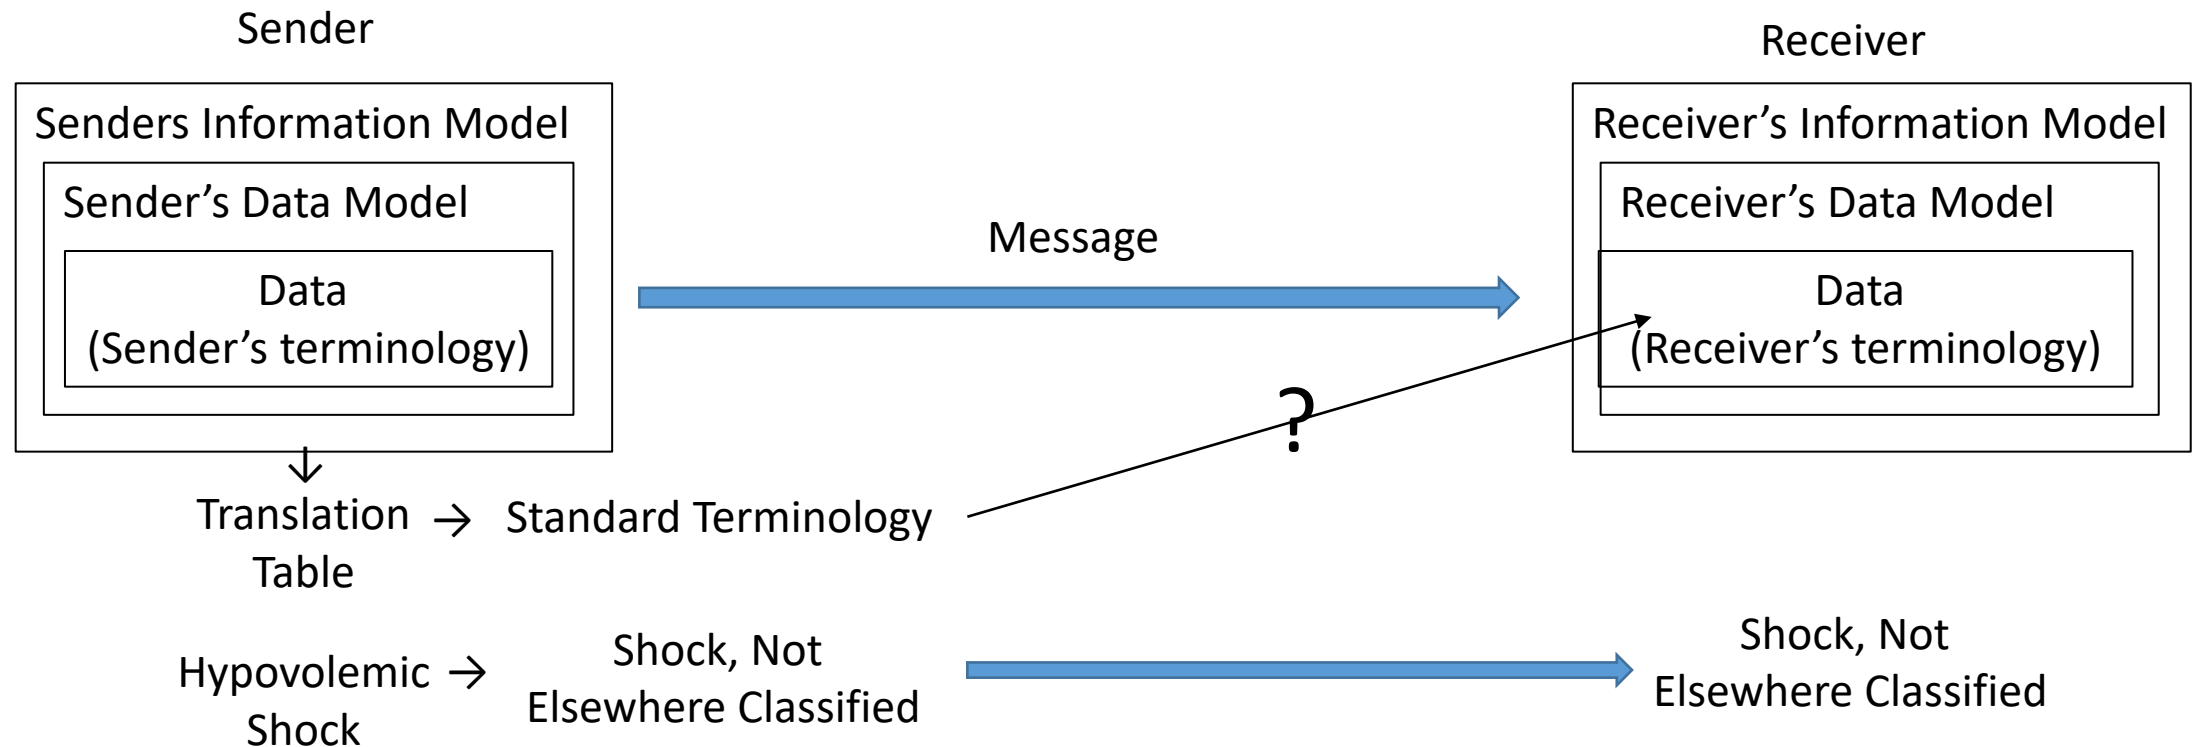 Sender
Receiver
Senders Information Model
Receiver’s Information Model
Sender’s Data Model
Receiver’s Data Model
Message
Data
(Sender’s terminology)
Data
(Receiver’s terminology)
?
Translation
Table
→
Standard Terminology
Hypovolemic
Shock
→
Shock, Not
Elsewhere Classified
Shock, Not
Elsewhere Classified